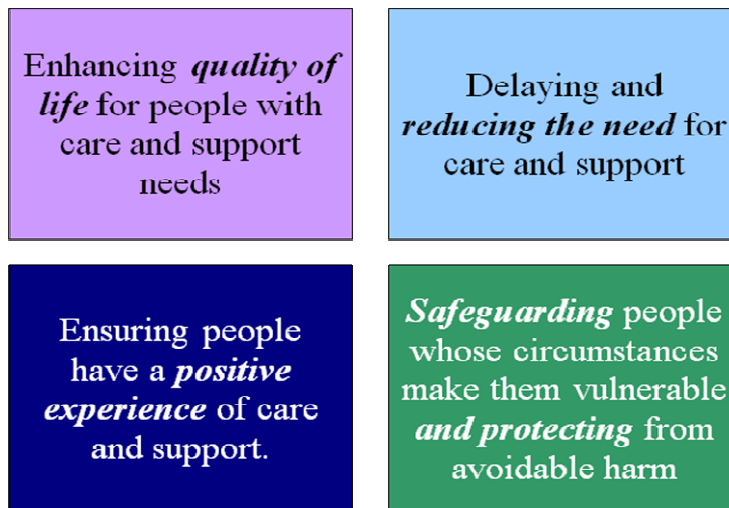 Enhancing quality of
life for people with
care and support
needs
Delaying and
reducing the need for
care and support
Ensuring people
have a positive
experience of care
and support.
Safeguarding people
whose circumstances
make them vulnerable
and protecting from
avoidable harm